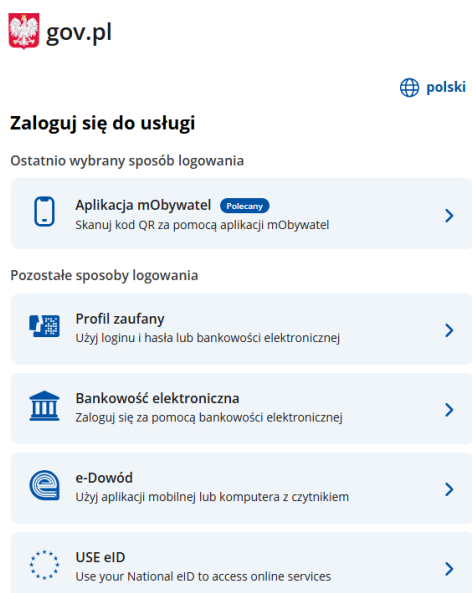 gov.pl
polski
Zaloguj się do usługi
Ostatnio wybrany sposób logowania
Aplikacja mObywatel Polecany
Skanuj kod QR za pomocą aplikacji mObywatel
Pozostałe sposoby logowania
Profil zaufany
Użyj loginu i hasła lub bankowości elektronicznej
Bankowość elektroniczna
Zaloguj się za pomocą bankowości elektronicznej
e-Dowód
Użyj aplikacji mobilnej lub komputera z czytnikiem
USE eID
Use your National eID to access online services